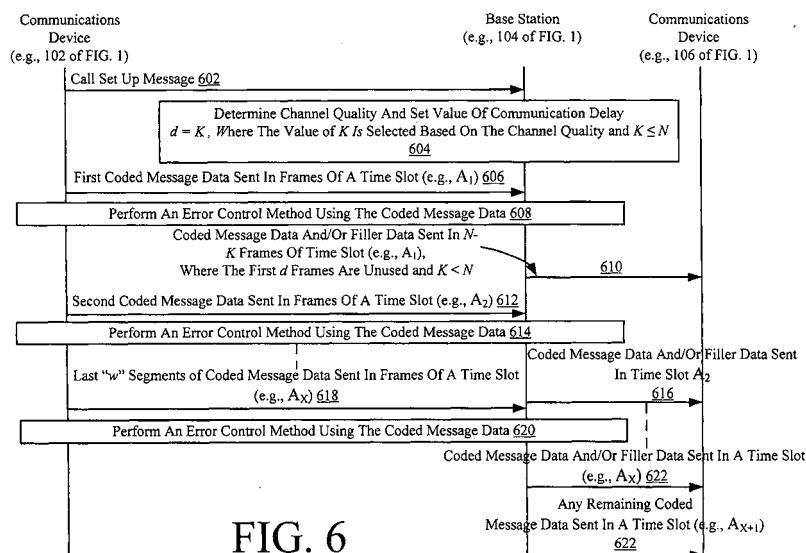 Communications
Device
(e.g., 102 of FIG. 1)
Base Station
(e.g., 104 of FIG. 1)
Communications
Device
(e.g., 106 of FIG. 1)
Call Set Up Message 602
Determine Channel Quality And Set Value Of Communication Delay
d = K, Where The Value of K Is Selected Based On The Channel Quality and K ≤ N
604
First Coded Message Data Sent In Frames Of A Time Slot (e.g., A1) 606
Perform An Error Control Method Using The Coded Message Data 608
Coded Message Data And/Or Filler Data Sent In N-
K Frames Of Time Slot (e.g., A1),
Where The First d Frames Are Unused and K < N
610
Second Coded Message Data Sent In Frames Of A Time Slot (e.g., A2) 612
Perform An Error Control Method Using The Coded Message Data 614
Coded Message Data And/Or Filler Data Sent
In Time Slot A2
616
Last "w" Segments of Coded Message Data Sent In Frames Of A Time Slot
(e.g., AX) 618
Perform An Error Control Method Using The Coded Message Data 620
Coded Message Data And/Or Filler Data Sent In A Time Slot
(e.g., AX) 622
Any Remaining Coded
Message Data Sent In A Time Slot (e.g., AX+1)
622
FIG. 6